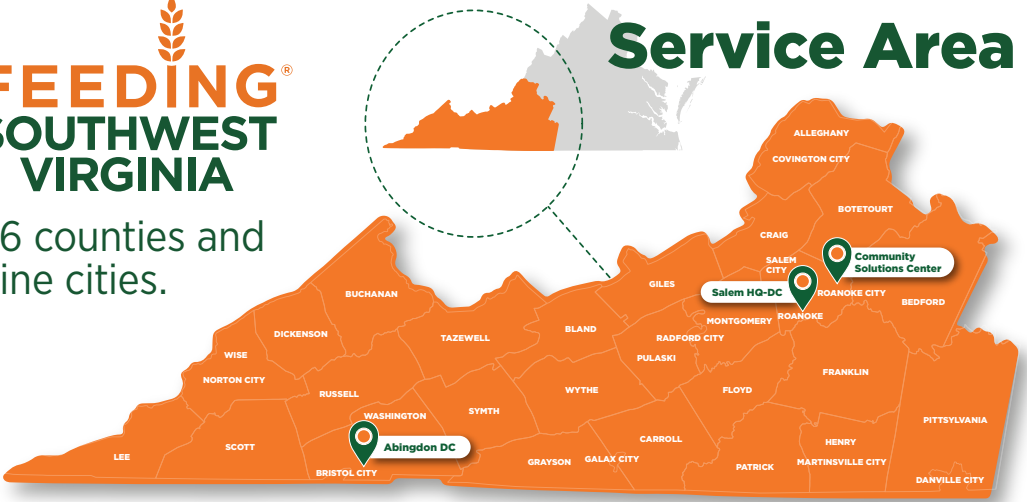 FEEDING®
SOUTHWEST
VIRGINIA
6 counties and
ine cities.
Service Area
ALLEGHANY
COVINGTON CITY
BOTETOURT
CRAIG
SALEM
CITY
Community
Solutions Center
Salem HQ-DC
ROANOKE CITY
BEDFORD
ROANOKE
GILES
MONTGOMERY
RADFORD CITY
PULASKI
BUCHANAN
DICKENSON
TAZEWELL
BLAND
WISE
NORTON CITY
RUSSELL
WYTHE
FLOYD
FRANKLIN
WASHINGTON
SYMTH
PITTSYLVANIA
SCOTT
Abingdon DC
CARROLL
HENRY
LEE
BRISTOL CITY
GRAYSON
GALAX CITY
PATRICK
MARTINSVILLE CITY
DANVILLE CITY